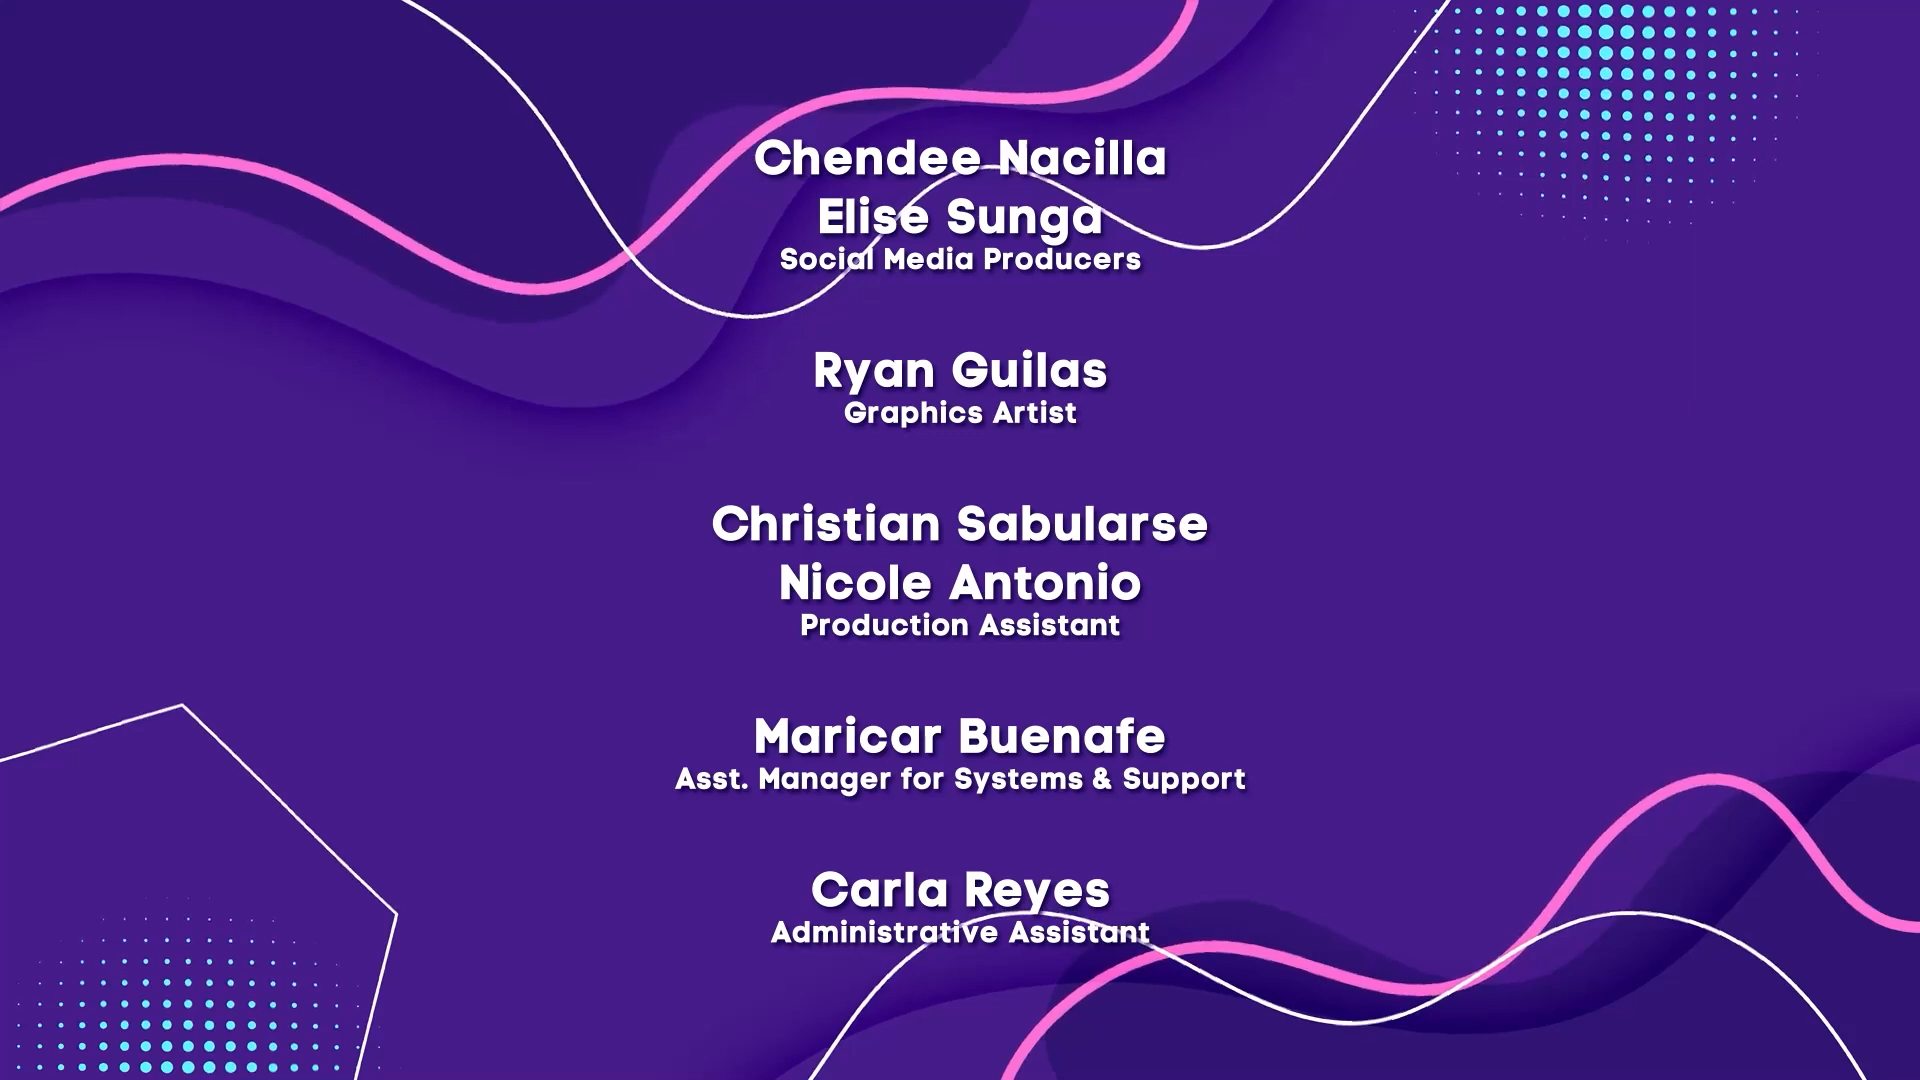 Chendee Nacilla
Elise Sunga
Social Media Producers
Ryan Guilas
Graphics Artist
Christian Sabularse
Nicole Antonio
Production Assistant
Maricar Buenafe
Asst. Manager for Systems & Support
Carla Reyes
Administrative Assistant